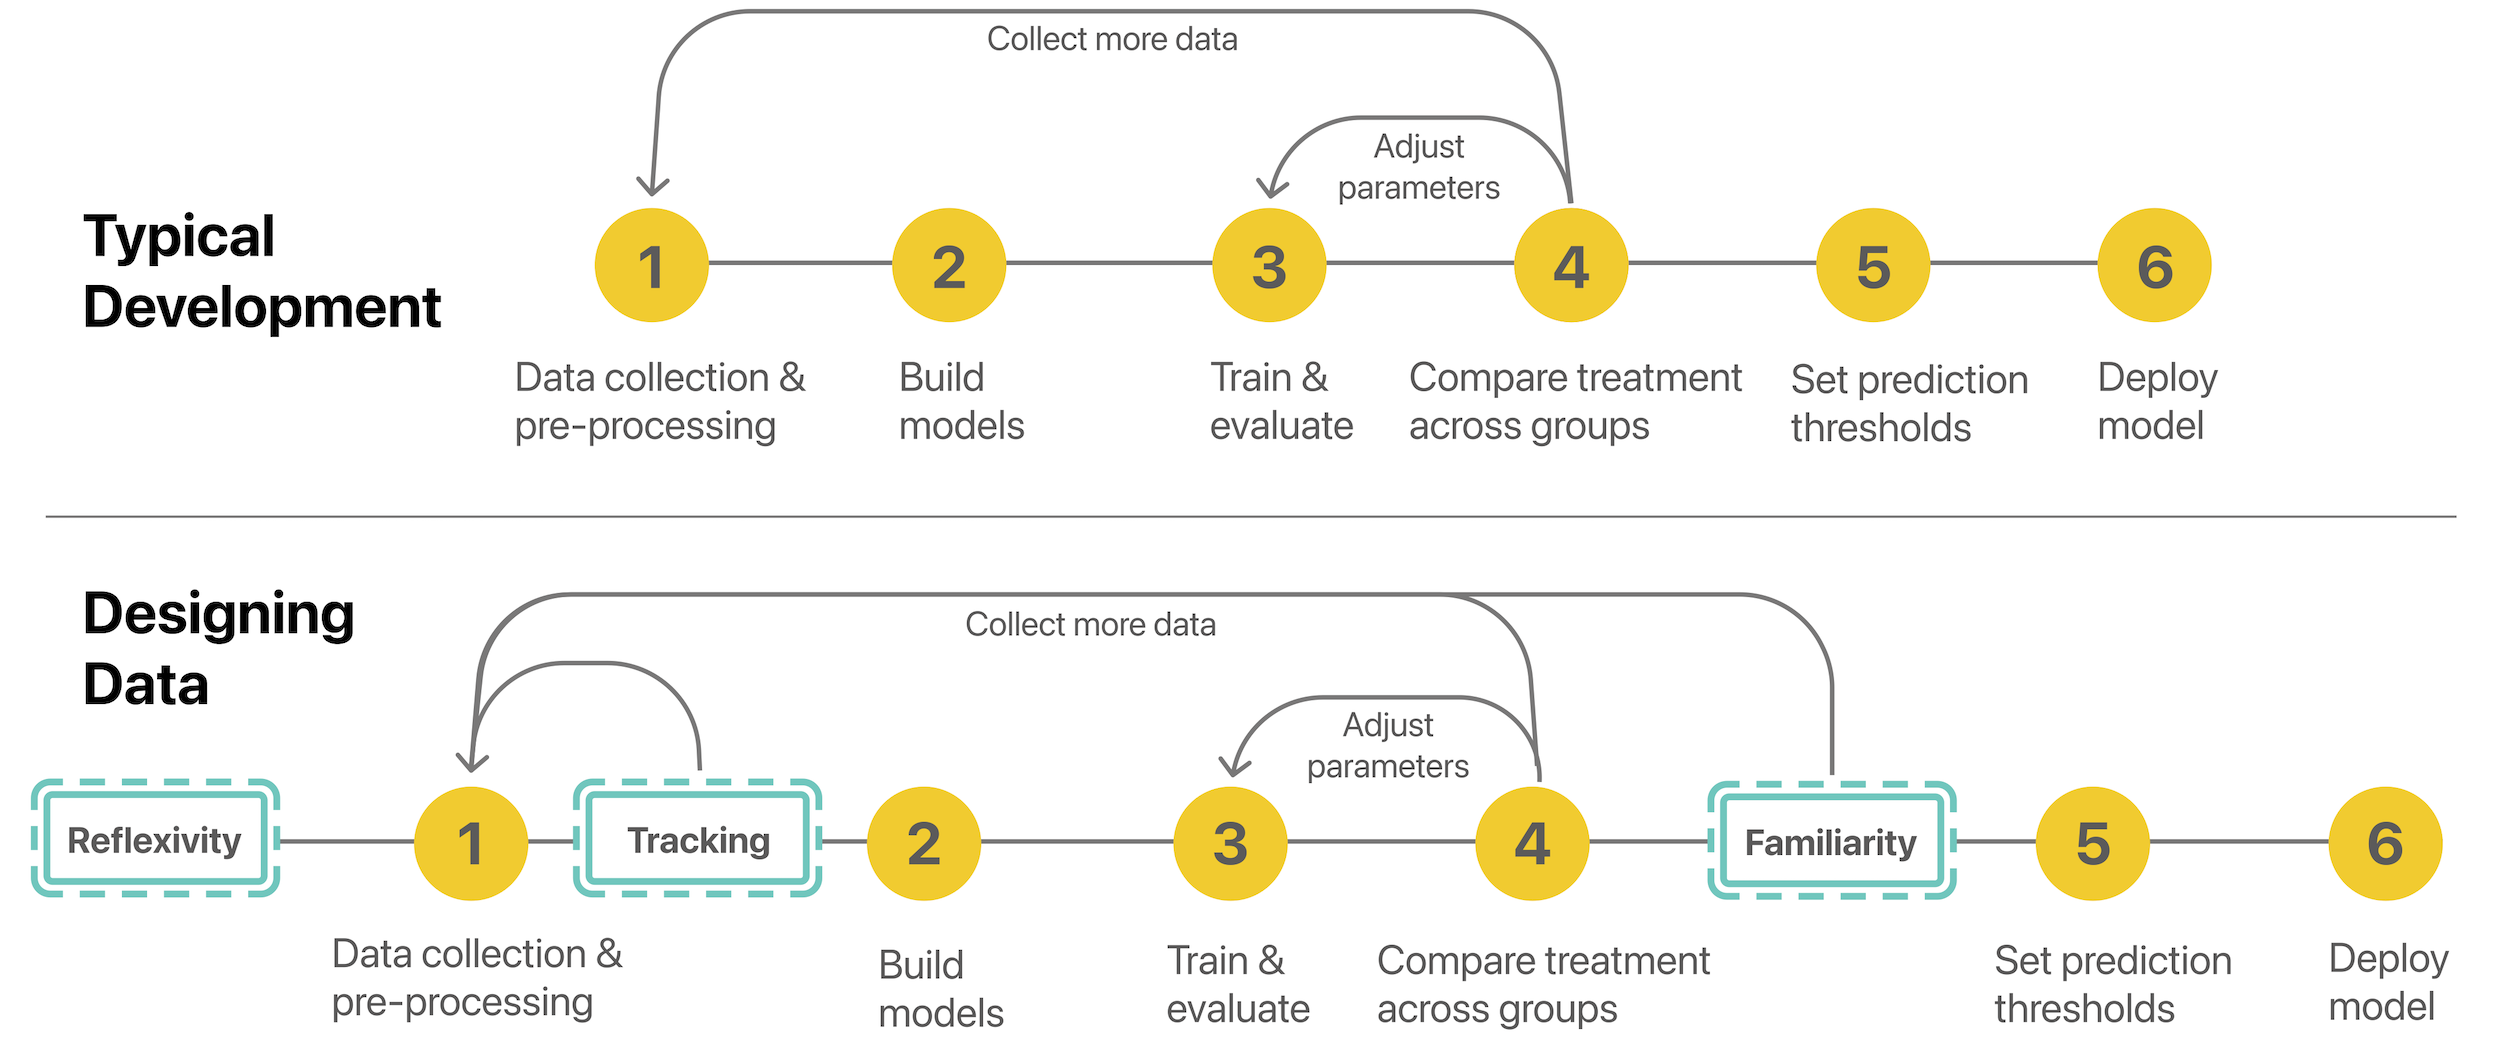 Collect more data
Adjust
parameters
Typical
Development
1
2
3
4
5
6
Data collection &
pre-processing
Build
models
Train &
evaluate
Compare treatment
across groups
Set prediction
thresholds
Deploy
model
Designing
Data
Collect more data
Adjust
parameters
Reflexivity
1
Tracking
2
3
4
Familiarity
5
6
Data collection &
pre-processing
Build
models
Train &
evaluate
Compare treatment
across groups
Set prediction
thresholds
Deploy
model